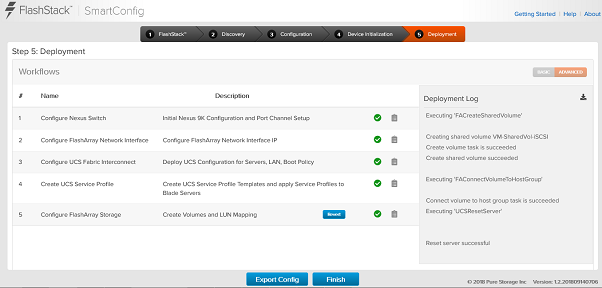 FlashStack™ SmartConfig
Getting Started | Help | About
1 FlashStack™ 2 Discovery 3 Configuration 4 Device Initialization 5 Deployment
Step 5: Deployment
Workflows
BASIC ADVANCED
# Name Description
1 Configure Nexus Switch Initial Nexus 9K Configuration and Port Channel Setup
2 Configure FlashArray Network Interface Configure FlashArray Network Interface IP
3 Configure UCS Fabric Interconnect Deploy UCS Configuration for Servers, LAN, Boot Policy
4 Create UCS Service Profile Create UCS Service Profile Templates and apply Service Profiles to
Blade Servers
5 Configure FlashArray Storage Create Volumes and LUN Mapping Revert
Deployment Log
Executing 'FACreateSharedVolume'
Creating shared volume VM-SharedVol-iSCSI
Create volume task is succeeded
Create shared volume succeeded
Executing 'FAConnectVolumeToHostGroup'
Connect volume to host group task is succeeded
Executing 'UCSResetServer'
Reset server successful
Export Config Finish
© 2018 Pure Storage Inc Version: 1.2.201809140706